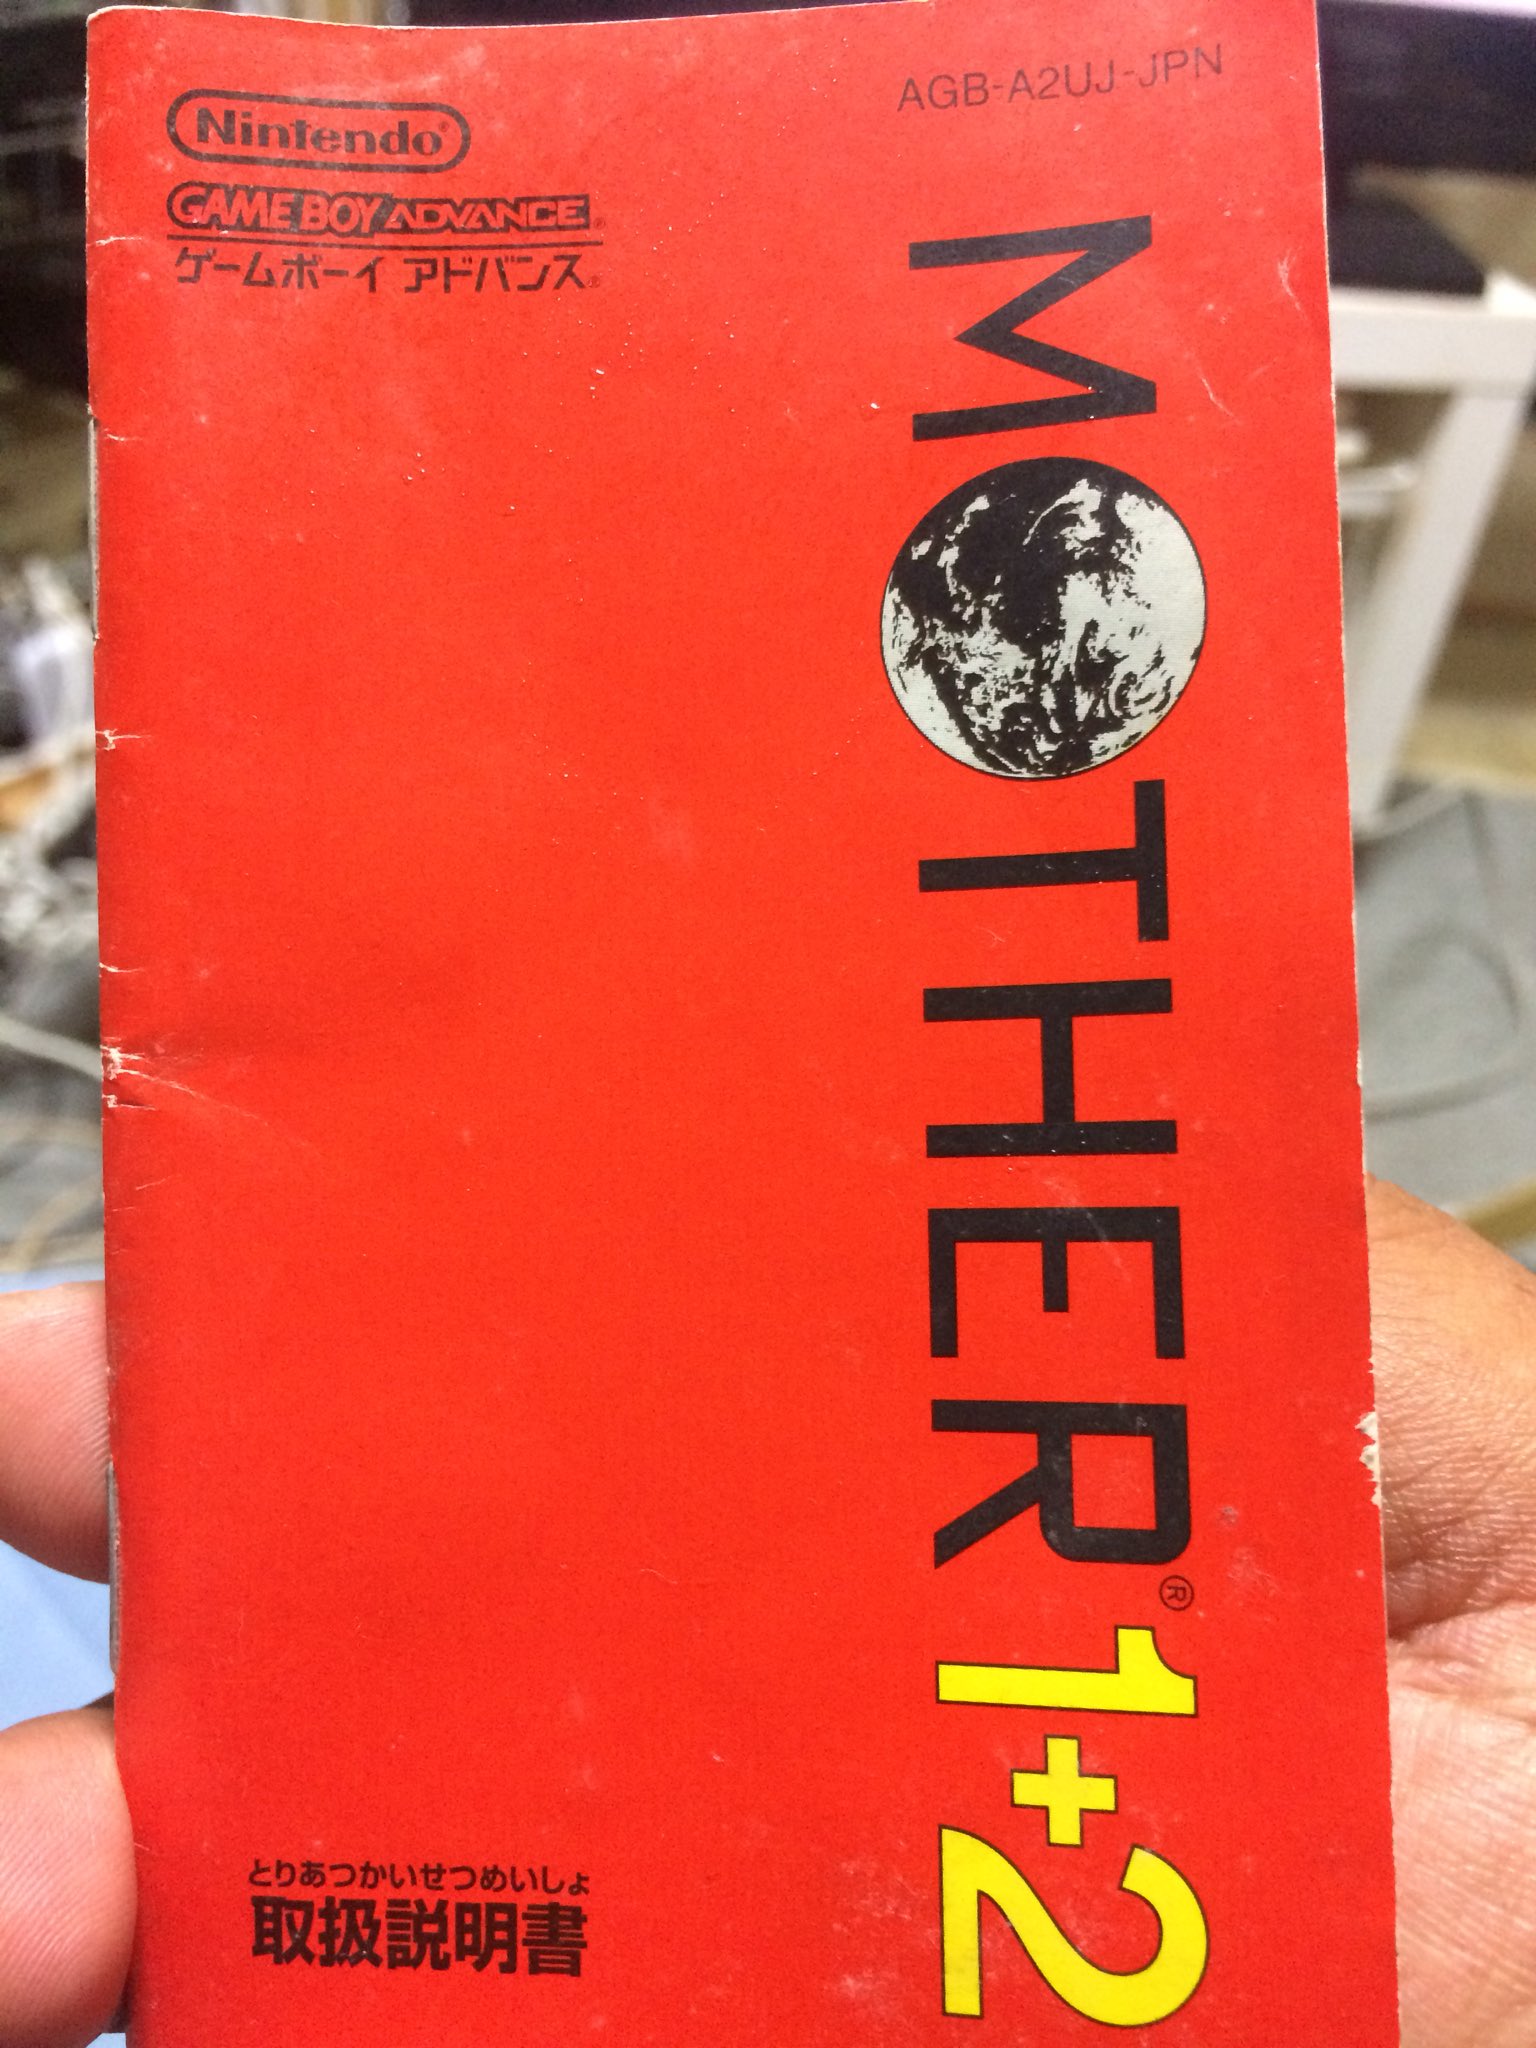 AGB-A2UJ-JPN
Nintendo®
GAME BOY ADVANCE®
ゲームボーイ アドバンス®
MOTHER® 1+2
とりあつかいせつめいしょ
取扱説明書